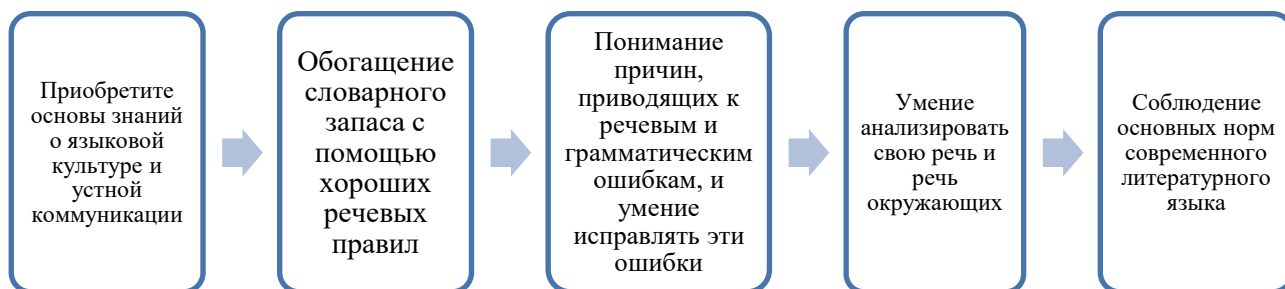 Приобретите
основы знаний
о языковой
культуре и
устной
коммуникации
Обогащение
словарного
запаса с
помощью
хороших
речевых
правил
Понимание
причин,
приводящих к
речевым и
грамматическим
ошибкам, и
умение
исправлять эти
ошибки
Умение
анализировать
свою речь и
речь
окружающих
Соблюдение
основных норм
современного
литературного
языка